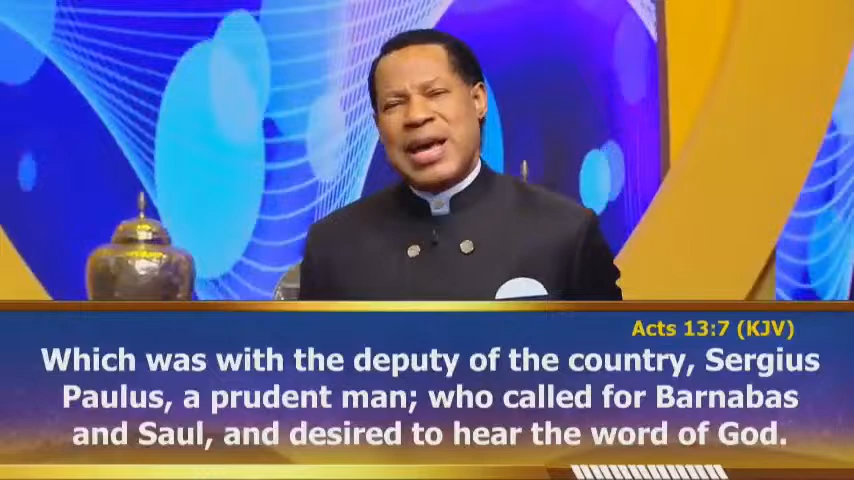 Acts 13:7 (KJV)
Which was with the deputy of the country, Sergius
Paulus, a prudent man; who called for Barnabas
and Saul, and desired to hear the word of God.